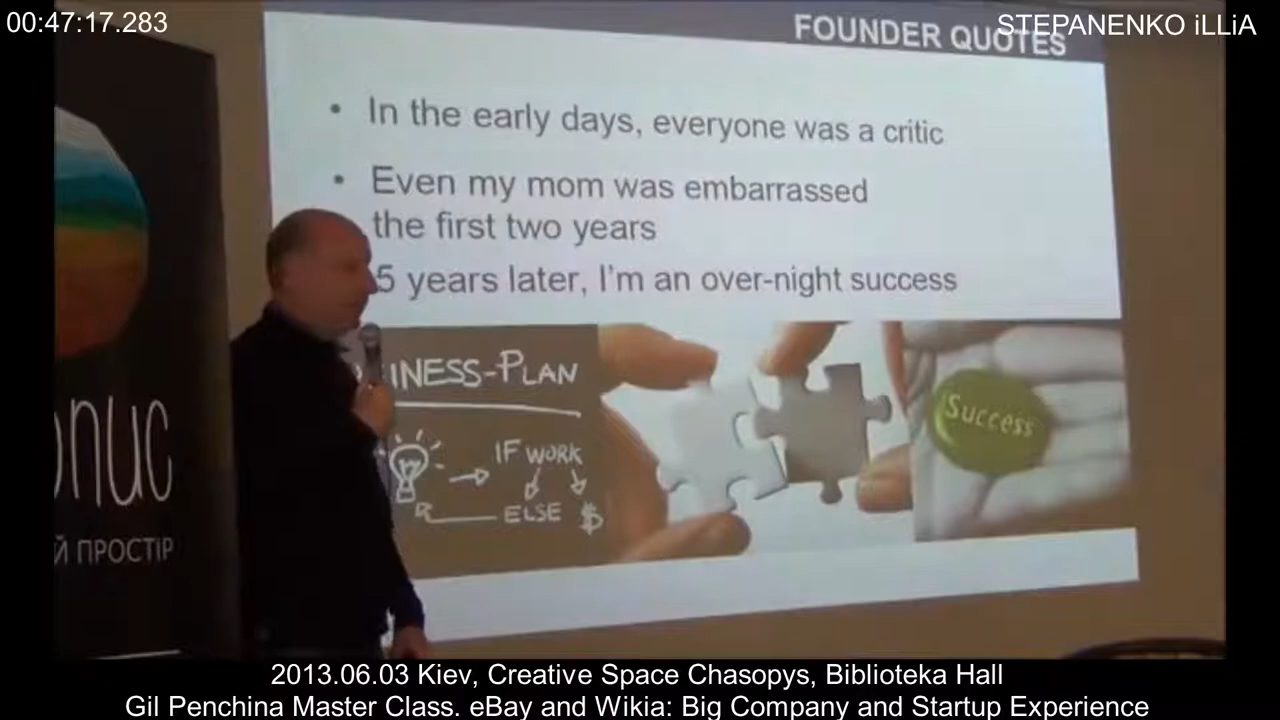 00:47:17.283
STEPANENKO iLLiA
FOUNDER QUOTES
• In the early days, everyone was a critic
• Even my mom was embarrassed
the first two years
5 years later, I'm an over-night success
INESS-PLAN
IF WORK
ELSE $
Success
опис
Й ПРОСТІР
2013.06.03 Kiev, Creative Space Chasopys, Biblioteka Hall
Gil Penchina Master Class. eBay and Wikia: Big Company and Startup Experience